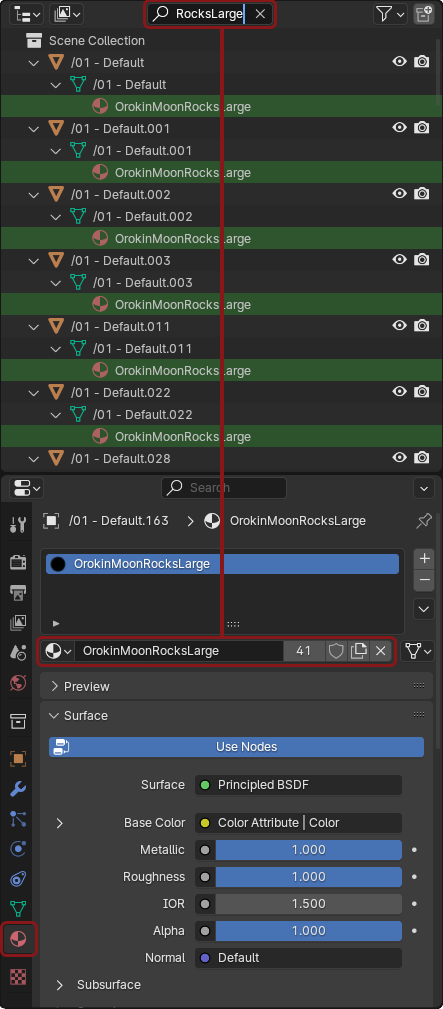 RocksLarge
Scene Collection
/01 - Default
/01 - Default
OrokinMoonRocksLarge
/01 - Default.001
/01 - Default.001
OrokinMoonRocksLarge
/01 - Default.002
/01 - Default.002
OrokinMoonRocksLarge
/01 - Default.003
/01 - Default.003
OrokinMoonRocksLarge
/01 - Default.011
/01 - Default.011
OrokinMoonRocksLarge
/01 - Default.022
/01 - Default.022
OrokinMoonRocksLarge
/01 - Default.028
Search
/01 - Default.163 > OrokinMoonRocksLarge
OrokinMoonRocksLarge
OrokinMoonRocksLarge 41
Preview
Surface
Use Nodes
Surface Principled BSDF
Base Color Color Attribute | Color
Metallic 1.000
Roughness 1.000
IOR 1.500
Alpha 1.000
Normal Default
Subsurface